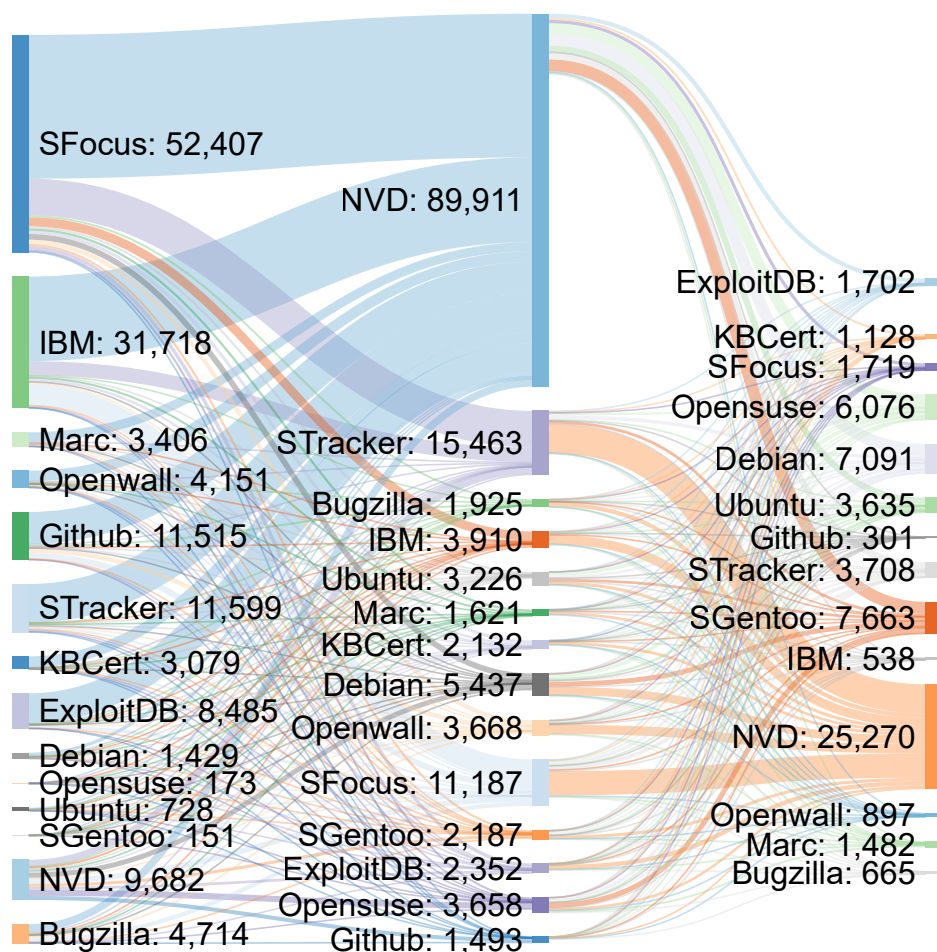 SFocus: 52,407
IBM: 31,718
Marc: 3,406
Openwall: 4,151
Github: 11,515
STracker: 11,599
KBCert: 3,079
ExploitDB: 8,485
Debian: 1,429
Opensuse: 173
Ubuntu: 728
SGentoo: 151
NVD: 9,682
Bugzilla: 4,714
NVD: 89,911
STracker: 15,463
Bugzilla: 1,925
IBM: 3,910
Ubuntu: 3,226
Marc: 1,621
KBCert: 2,132
Debian: 5,437
Openwall: 3,668
SFocus: 11,187
SGentoo: 2,187
ExploitDB: 2,352
Opensuse: 3,658
Github: 1,493
ExploitDB: 1,702
KBCert: 1,128
SFocus: 1,719
Opensuse: 6,076
Debian: 7,091
Ubuntu: 3,635
Github: 301
STracker: 3,708
SGentoo: 7,663
IBM: 538
NVD: 25,270
Openwall: 897
Marc: 1,482
Bugzilla: 665